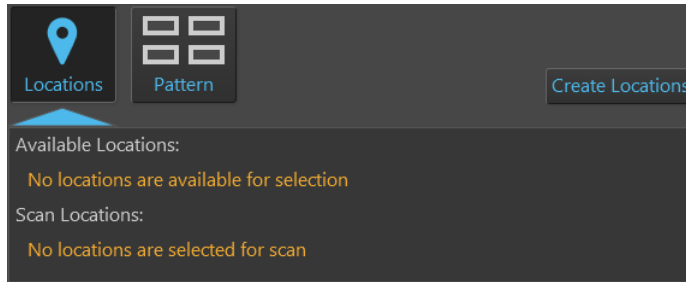 Locations
Pattern
Create Locations
Available Locations:
No locations are available for selection
Scan Locations:
No locations are selected for scan